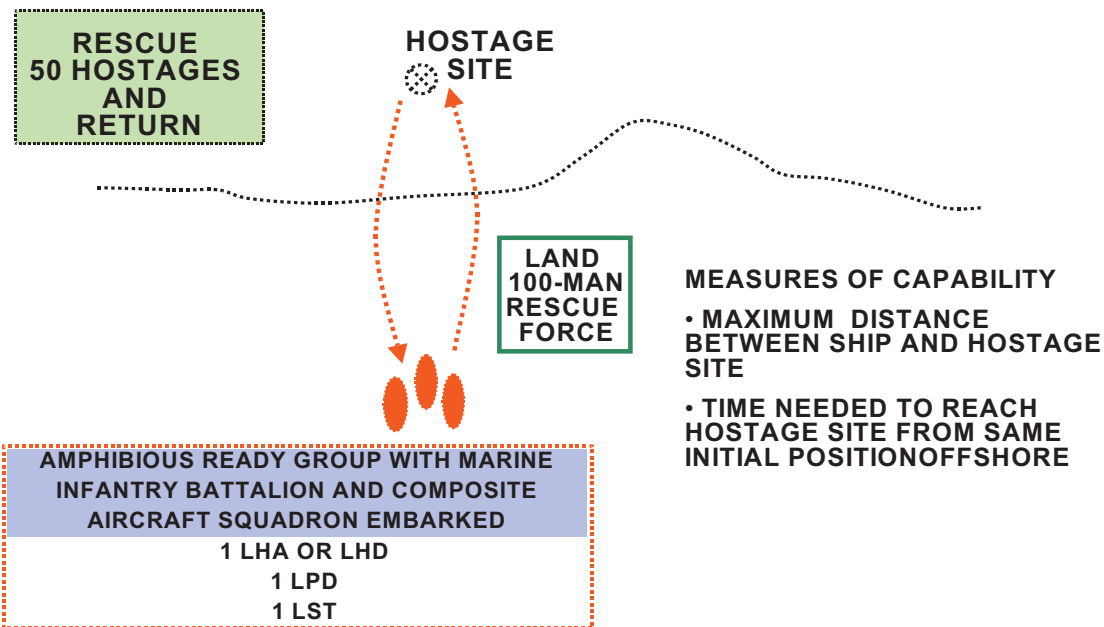 RESCUE
50 HOSTAGES
AND
RETURN
HOSTAGE
SITE
LAND
100-MAN
RESCUE
FORCE
MEASURES OF CAPABILITY
• MAXIMUM DISTANCE
BETWEEN SHIP AND HOSTAGE
SITE
• TIME NEEDED TO REACH
HOSTAGE SITE FROM SAME
INITIAL POSITIONOFFSHORE
AMPHIBIOUS READY GROUP WITH MARINE
INFANTRY BATTALION AND COMPOSITE
AIRCRAFT SQUADRON EMBARKED
1 LHA OR LHD
1 LPD
1 LST